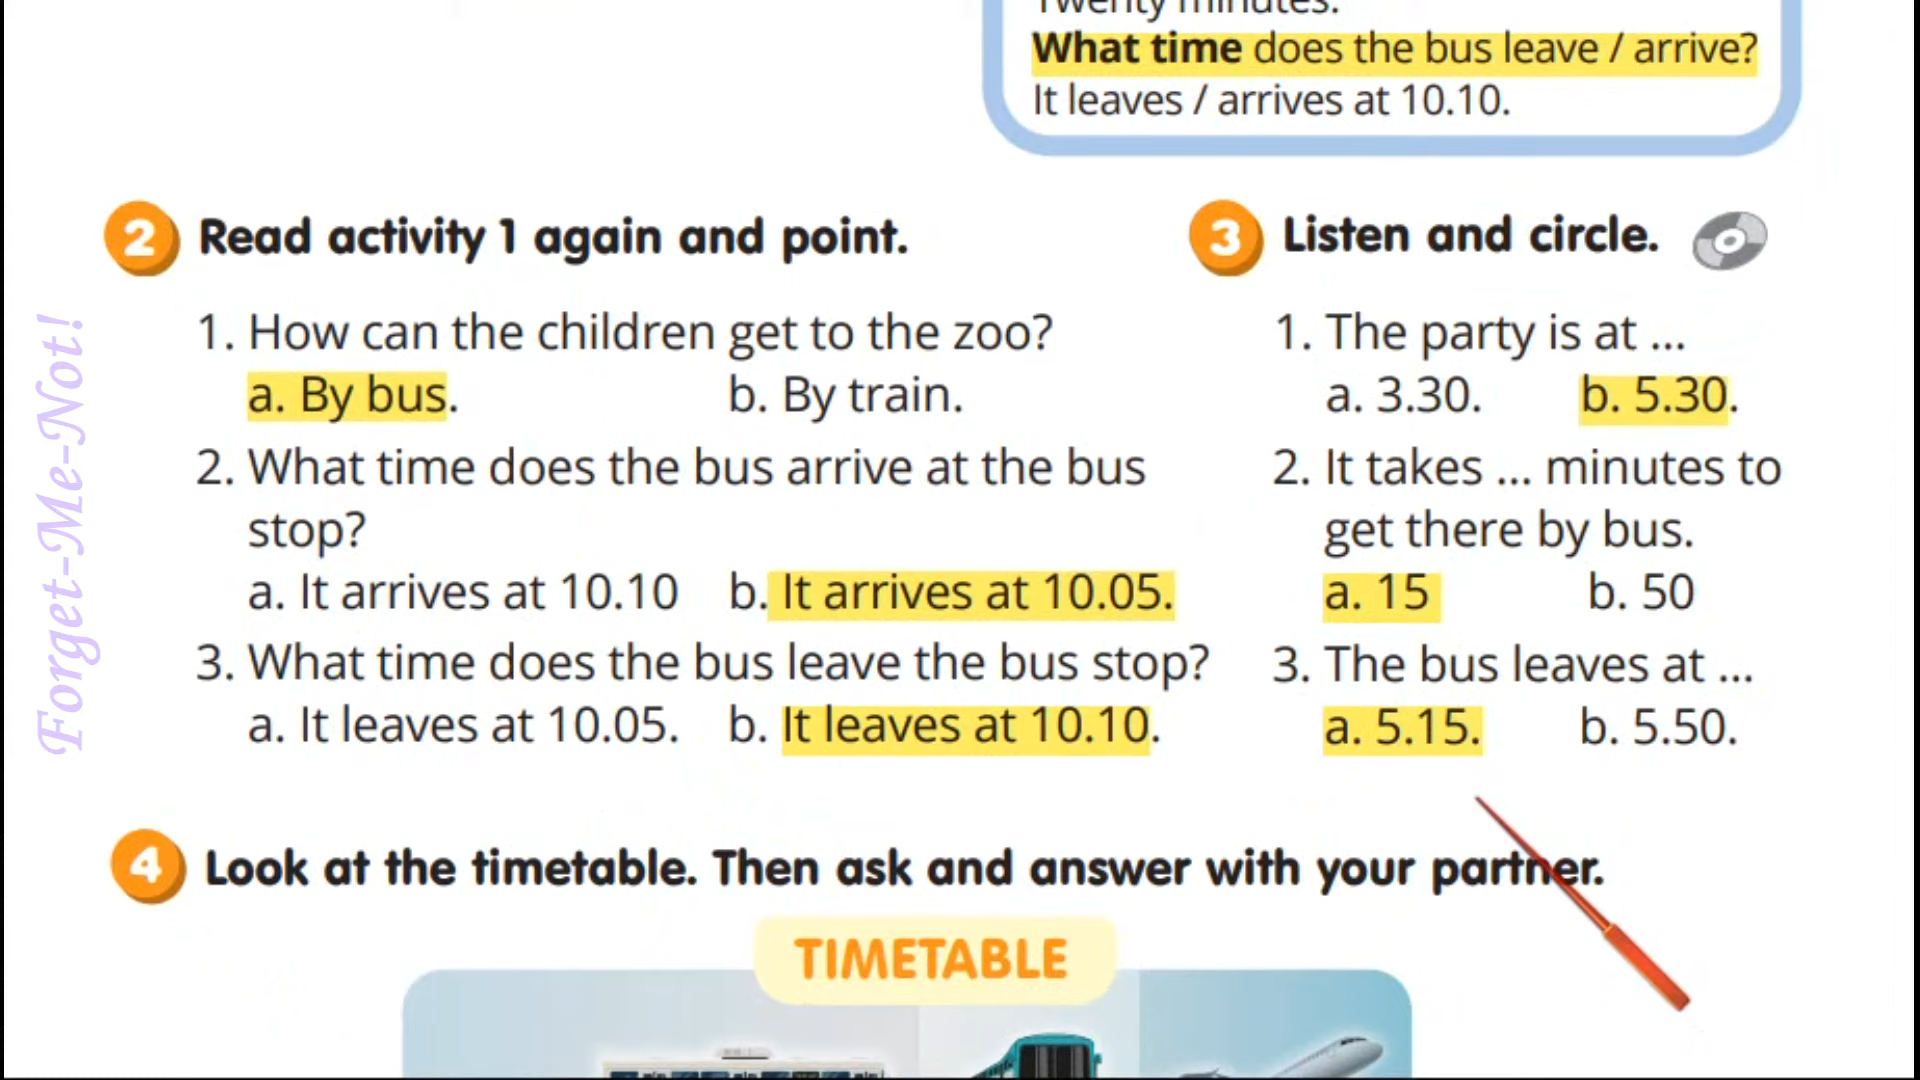 Twenty minutes.
What time does the bus leave / arrive?
It leaves / arrives at 10.10.
2 Read activity 1 again and point.
1. How can the children get to the zoo?
a. By bus. b. By train.
2. What time does the bus arrive at the bus
stop?
a. It arrives at 10.10 b. It arrives at 10.05.
3. What time does the bus leave the bus stop?
a. It leaves at 10.05. b. It leaves at 10.10.
3 Listen and circle.
1. The party is at ...
a. 3.30. b. 5.30.
2. It takes ... minutes to
get there by bus.
a. 15 b. 50
3. The bus leaves at ...
a. 5.15. b. 5.50.
4 Look at the timetable. Then ask and answer with your partner.
TIMETABLE
Forget-Me-Not!